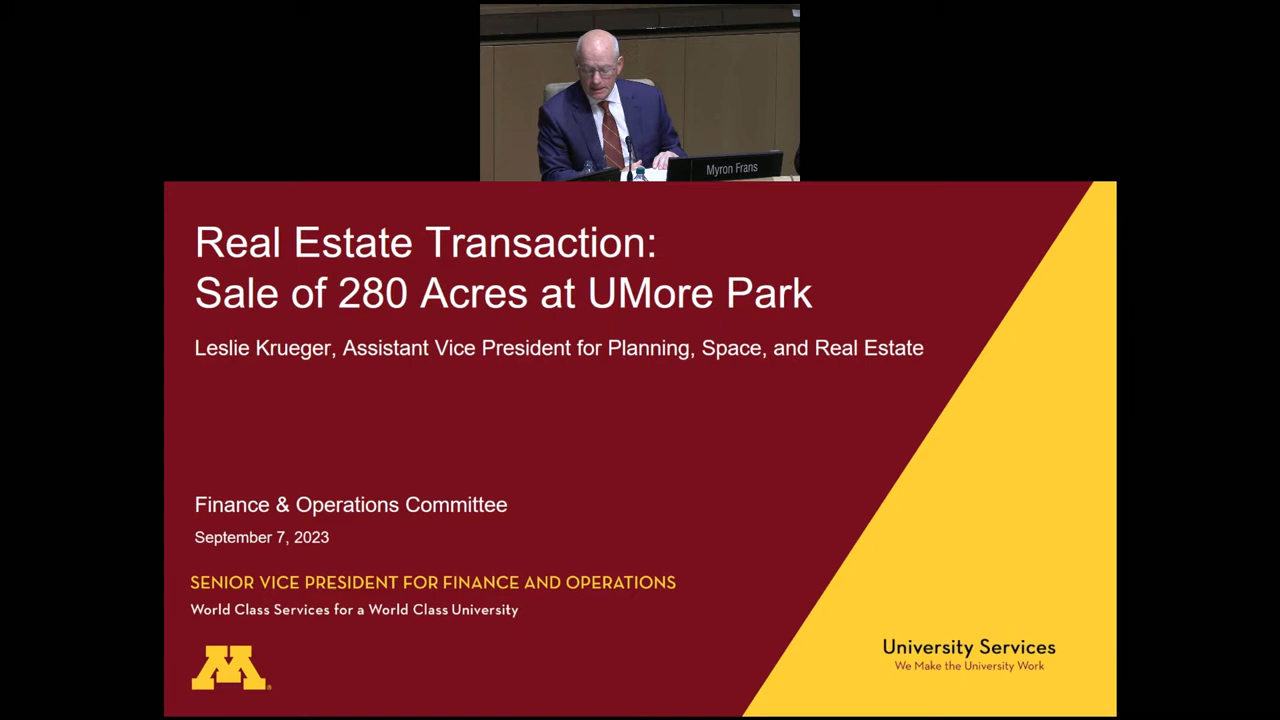 Myron Frans
Real Estate Transaction:
Sale of 280 Acres at UMore Park
Leslie Krueger, Assistant Vice President for Planning, Space, and Real Estate
Finance & Operations Committee
September 7, 2023
SENIOR VICE PRESIDENT FOR FINANCE AND OPERATIONS
World Class Services for a World Class University
M®
University Services
We Make the University Work